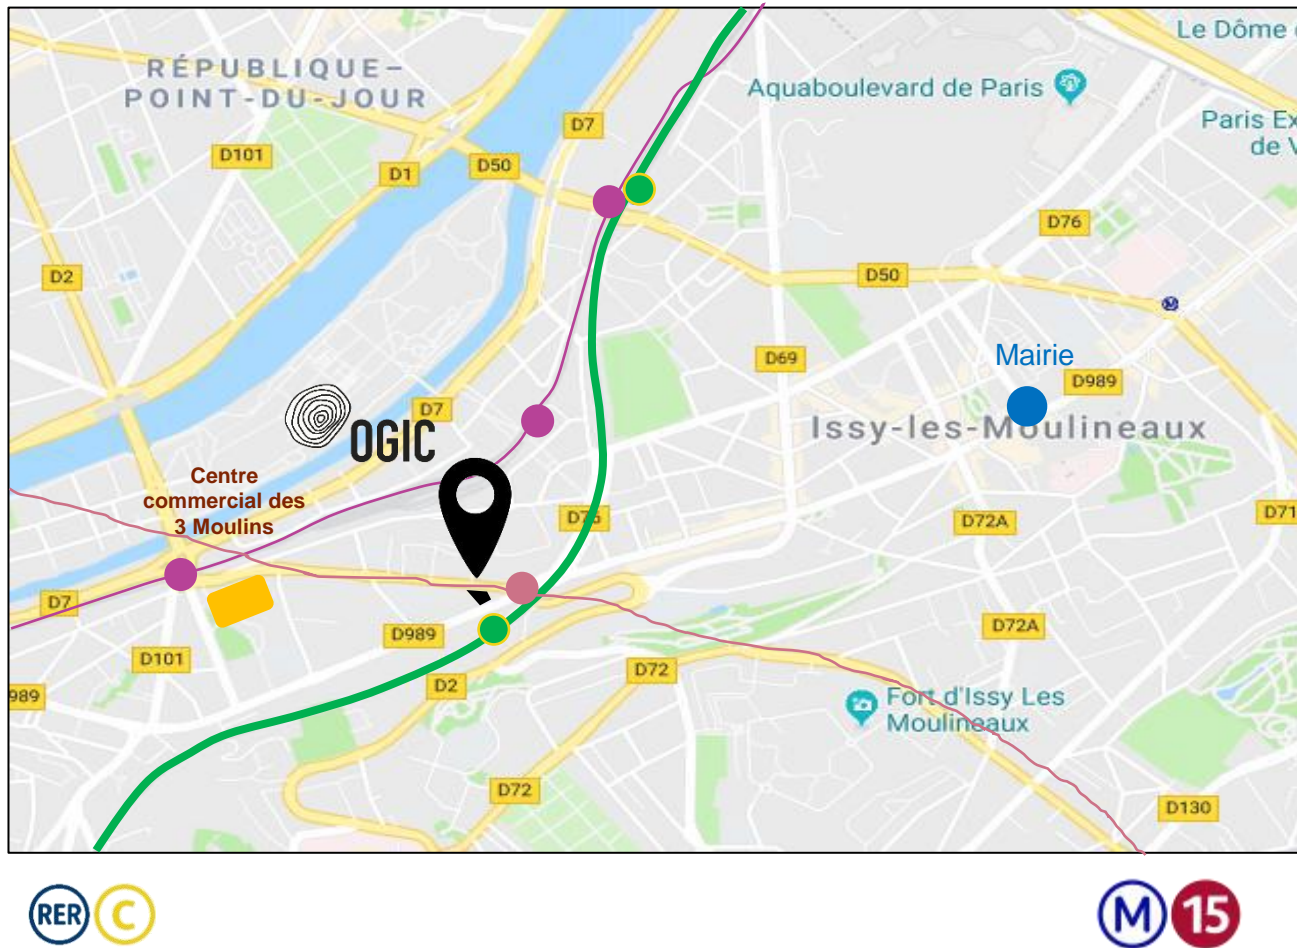 Le Dôme
RÉPUBLIQUE–
POINT-DU-JOUR
Aquaboulevard de Paris
Paris Ex
de V
D7
D101
D50
D1
D76
D2
D50
M
Mairie
D69
D989
D7
Issy-les-Moulineaux
OGIC
Centre
commercial des
3 Moulins
D76
D72A
D71
D7
D989
D72A
D101
D72
D2
989
Fort d'Issy Les
Moulineaux
D72
D130
RER C
M 15